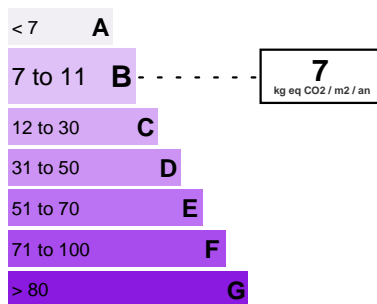 < 7 A
7 to 11 B
7
kg eq CO2 / m2 / an
12 to 30 C
31 to 50 D
51 to 70 E
71 to 100 F
> 80 G